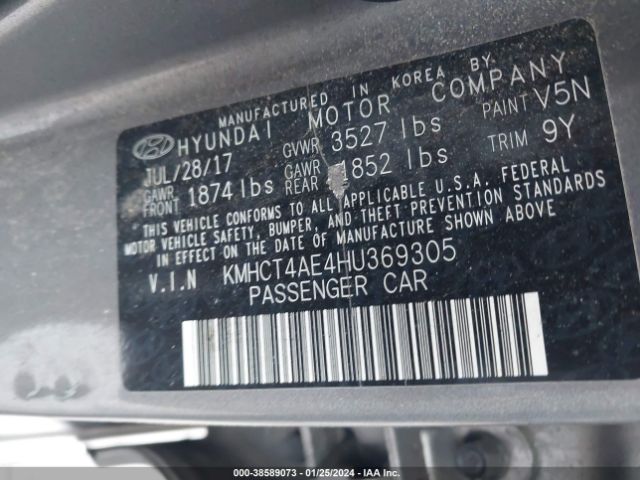 MANUFACTURED IN KOREA BY
HYUNDAI MOTOR COMPANY
JUL/28/17 GVWR 3527 lbs PAINT V5N
GAWR FRONT 1874 lbs GAWR REAR 1852 lbs TRIM 9Y
THIS VEHICLE CONFORMS TO ALL APPLICABLE U.S.A. FEDERAL
MOTOR VEHICLE SAFETY, BUMPER, AND THEFT PREVENTION STANDARDS
IN EFFECT ON THE DATE OF MANUFACTURE SHOWN ABOVE
V.I.N KMHCT4AE4HU369305
PASSENGER CAR
000-38589073 - 01/25/2024 - IAA Inc.